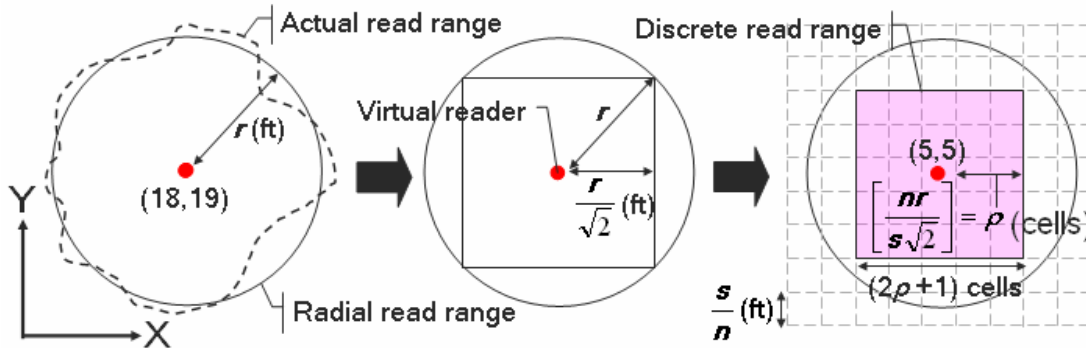 Actual read range
r (ft)
(18,19)
Y
X
Radial read range
Virtual reader
r
r/√2 (ft)
Discrete read range
(5,5)
[nr/s√2] = ρ (cells)
(2ρ+1) cells
s/n (ft)